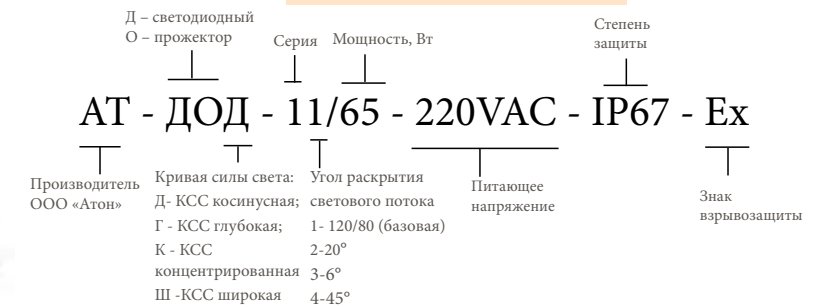 Д – светодиодный
О – прожектор
Серия
Мощность, Вт
Степень
защиты
АТ - ДОД - 11/65 - 220VAC - IP67 - Ex
Производитель
ООО «Атон»
Кривая силы света:
Д- КСС косинусная;
Г - КСС глубокая;
К - КСС
концентрированная
Ш -КСС широкая
Угол раскрытия
светового потока
1- 120/80 (базовая)
2-20°
3-6°
4-45°
Питающее
напряжение
Знак
взрывозащиты